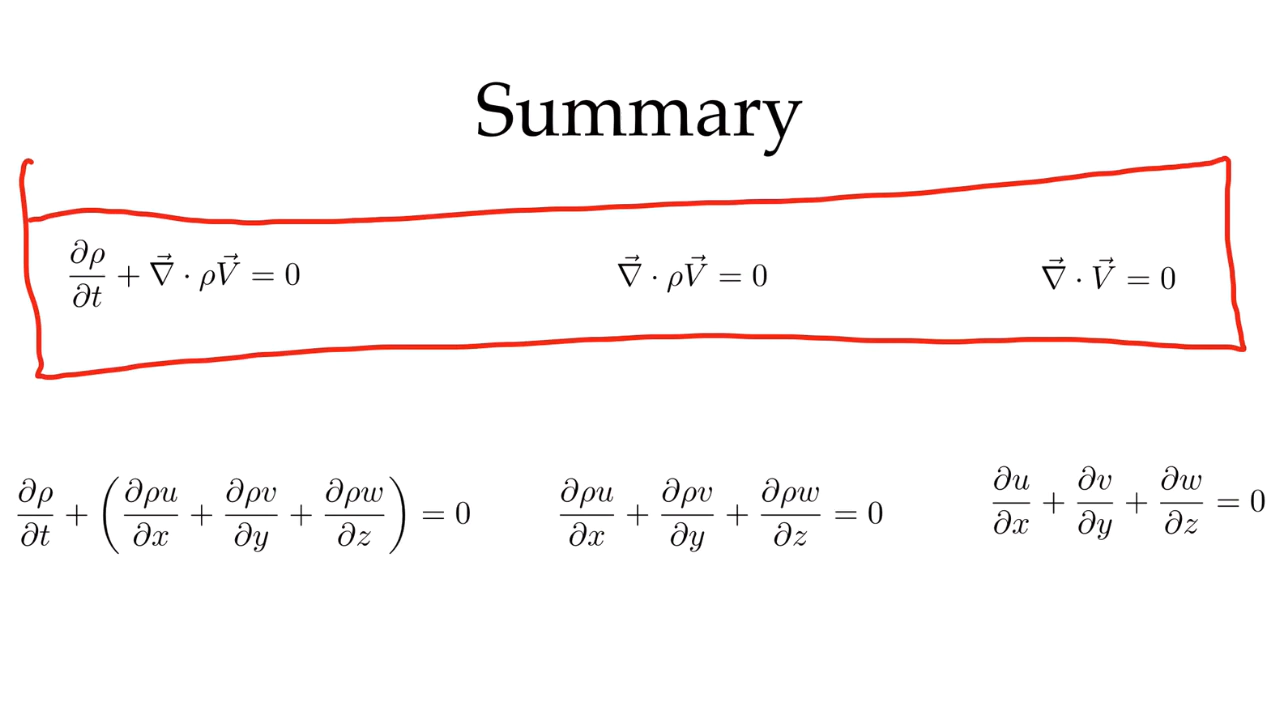 Summary
∂ρ/∂t + ∇⃗ · ρV⃗ = 0
∇⃗ · ρV⃗ = 0
∇⃗ · V⃗ = 0
∂ρ/∂t + (∂ρu/∂x + ∂ρv/∂y + ∂ρw/∂z) = 0
∂ρu/∂x + ∂ρv/∂y + ∂ρw/∂z = 0
∂u/∂x + ∂v/∂y + ∂w/∂z = 0